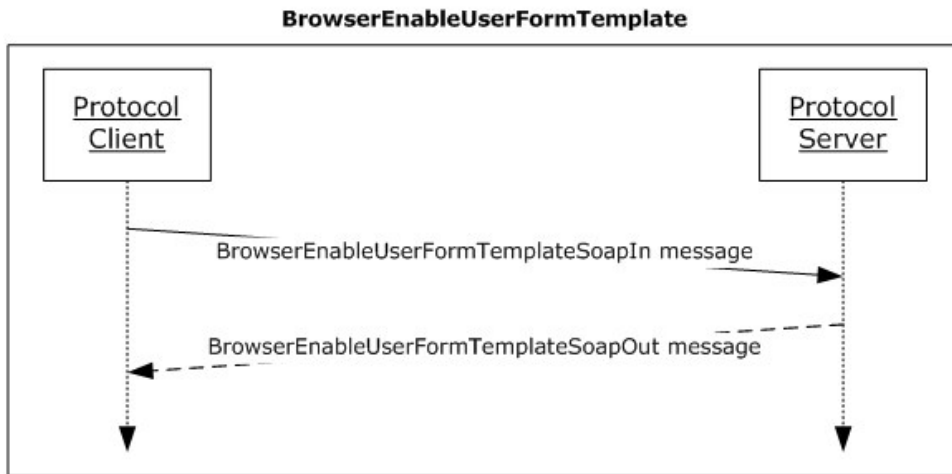 BrowserEnableUserFormTemplate
Protocol
Client
Protocol
Server
BrowserEnableUserFormTemplateSoapIn message
BrowserEnableUserFormTemplateSoapOut message